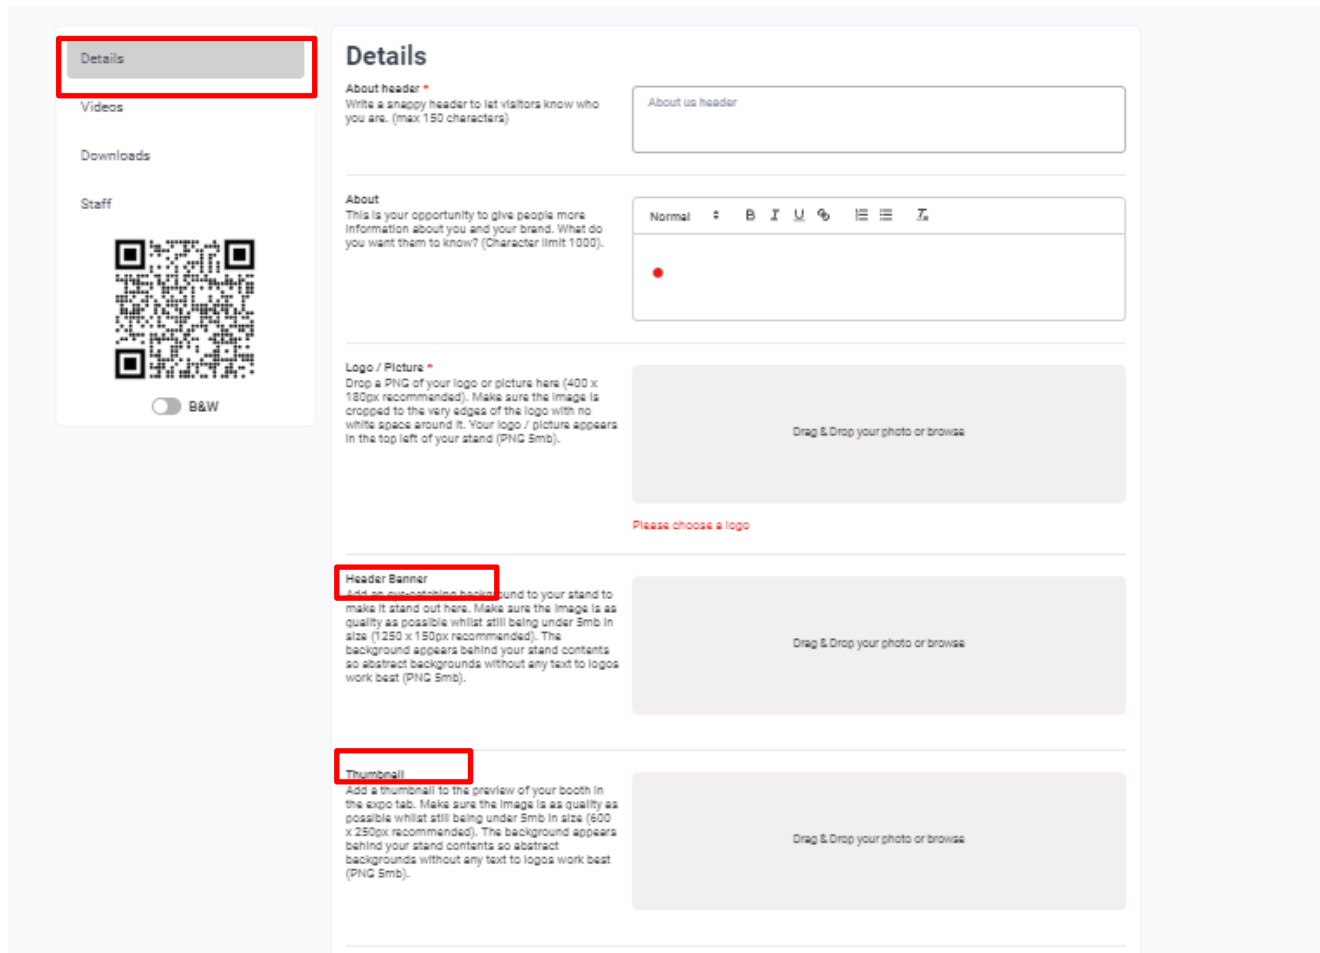 Details
Videos
Downloads
Staff
B&W
Details
About header *
Write a snappy header to let visitors know who
you are. (max 150 characters)
About us header
About
This is your opportunity to give people more
information about you and your brand. What do
you want them to know? (Character limit 1000).
Normal
B I U
Logo / Picture *
Drop a PNG of your logo or picture here (400 x
180px recommended). Make sure the image is
cropped to the very edges of the logo with no
white space around it. Your logo / picture appears
in the top left of your stand (PNG 5mb).
Drag & Drop your photo or browse
Please choose a logo
Header Banner
Add an eye-catching background to your stand to
make it stand out here. Make sure the image is as
quality as possible whilst still being under 5mb in
size (1250 x 150px recommended). The
background appears behind your stand contents
so abstract backgrounds without any text to logos
work best (PNG 5mb).
Drag & Drop your photo or browse
Thumbnail
Add a thumbnail to the preview of your booth in
the expo tab. Make sure the image is as quality as
possible whilst still being under 5mb in size (600
x 250px recommended). The background appears
behind your stand contents so abstract
backgrounds without any text to logos work best
(PNG 5mb).
Drag & Drop your photo or browse